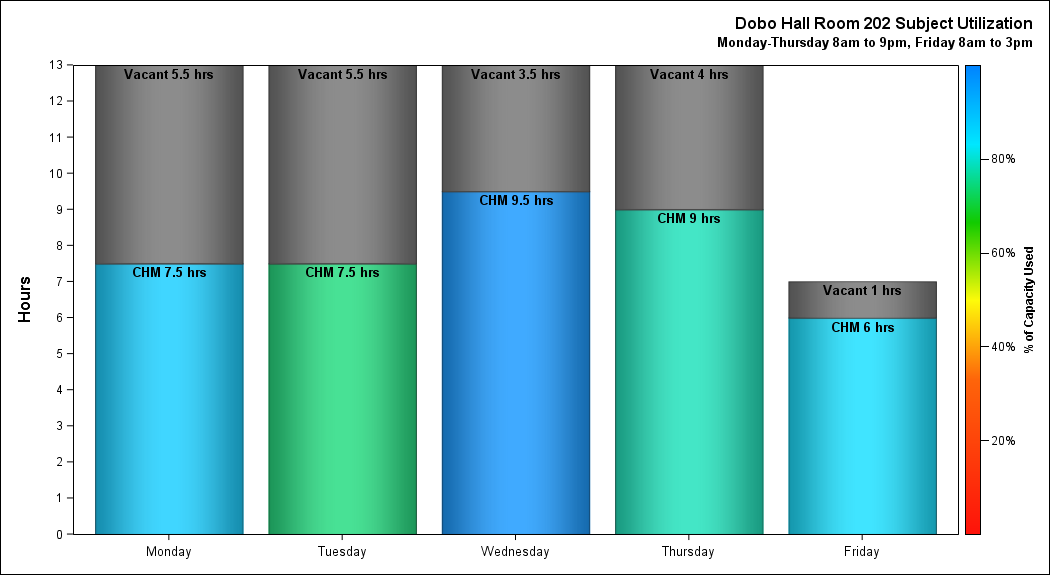 Dobo Hall Room 202 Subject Utilization
Monday-Thursday 8am to 9pm, Friday 8am to 3pm
Hours
13
12
11
10
9
8
7
6
5
4
3
2
1
0
Vacant 5.5 hrs
CHM 7.5 hrs
Vacant 5.5 hrs
CHM 7.5 hrs
Vacant 3.5 hrs
CHM 9.5 hrs
Vacant 4 hrs
CHM 9 hrs
Vacant 1 hrs
CHM 6 hrs
Monday
Tuesday
Wednesday
Thursday
Friday
80%
60%
40%
20%
% of Capacity Used